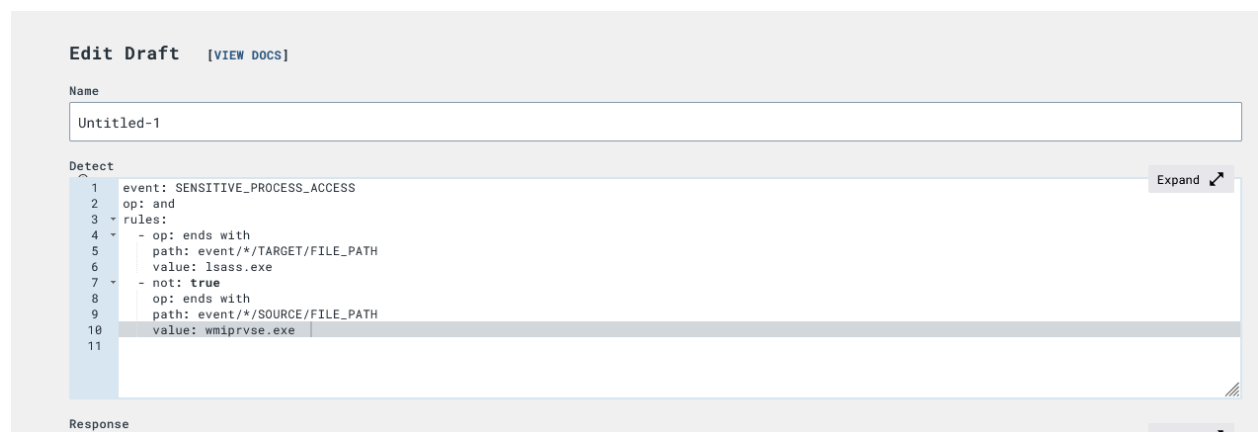 Edit Draft [VIEW DOCS]
Name
Untitled-1
Detect
Expand
1 event: SENSITIVE_PROCESS_ACCESS
2 op: and
3 rules:
4 - op: ends with
5 path: event/*/TARGET/FILE_PATH
6 value: lsass.exe
7 - not: true
8 op: ends with
9 path: event/*/SOURCE/FILE_PATH
10 value: wmiprvse.exe
11
Response